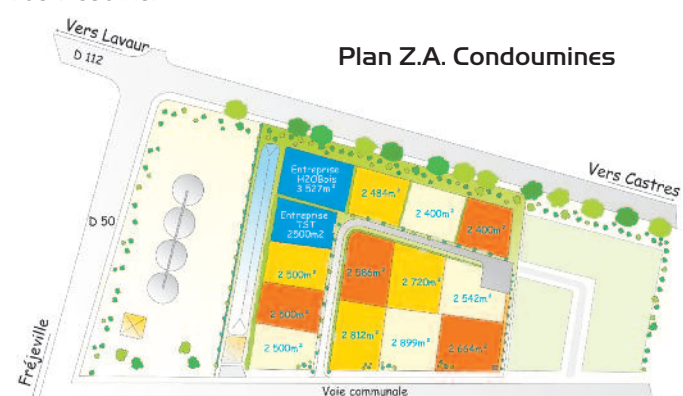 Vers Lavaur
D 112
Plan Z.A. Condoumines
Vers Castres
Entreprise
H2OBois
3 527m²
2 484m²
2 400m²
2 400m²
D 50
Entreprise
TST
2500m2
2 500m²
2 586m²
2 720m²
2 542m²
2 500m²
2 812m²
2 899m²
2 664m²
2 500m²
Fréjeville
Voie communale